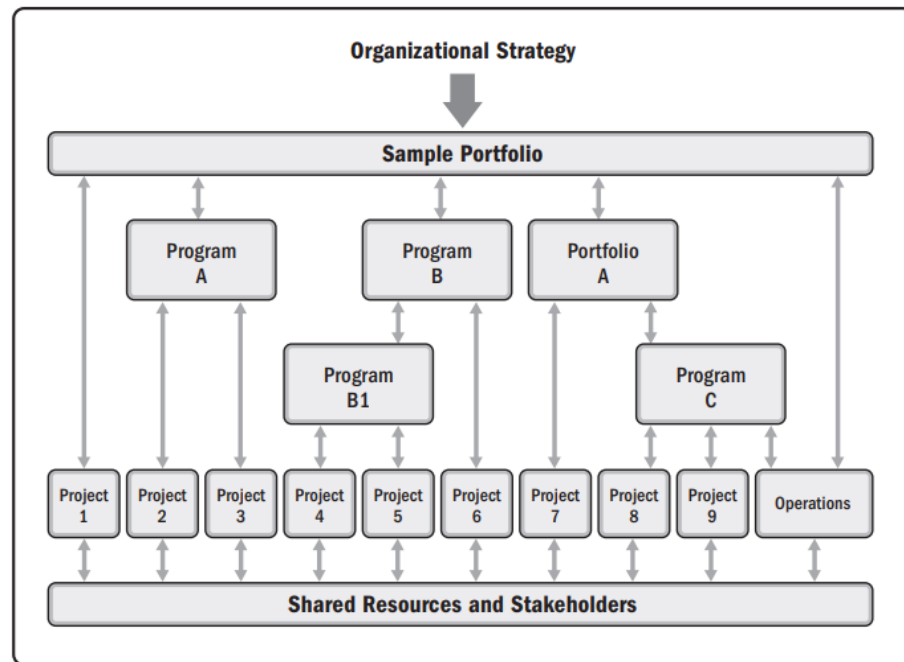 Organizational Strategy
Sample Portfolio
Program
A
Program
B
Portfolio
A
Program
B1
Program
C
Project
1
Project
2
Project
3
Project
4
Project
5
Project
6
Project
7
Project
8
Project
9
Operations
Shared Resources and Stakeholders